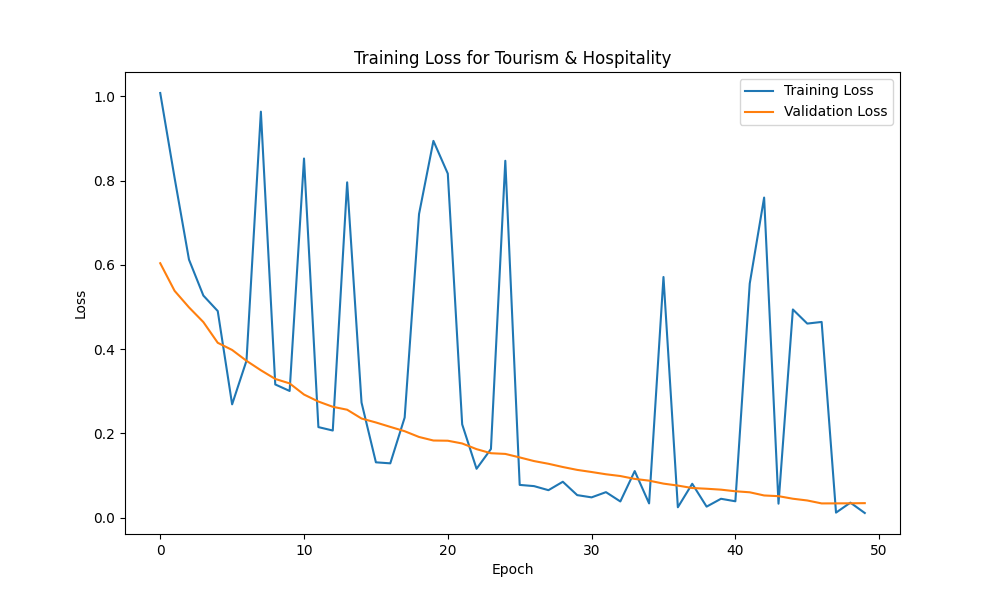 Training Loss for Tourism & Hospitality
Training Loss
Validation Loss
Loss
1.0
0.8
0.6
0.4
0.2
0.0
0 10 20 30 40 50
Epoch